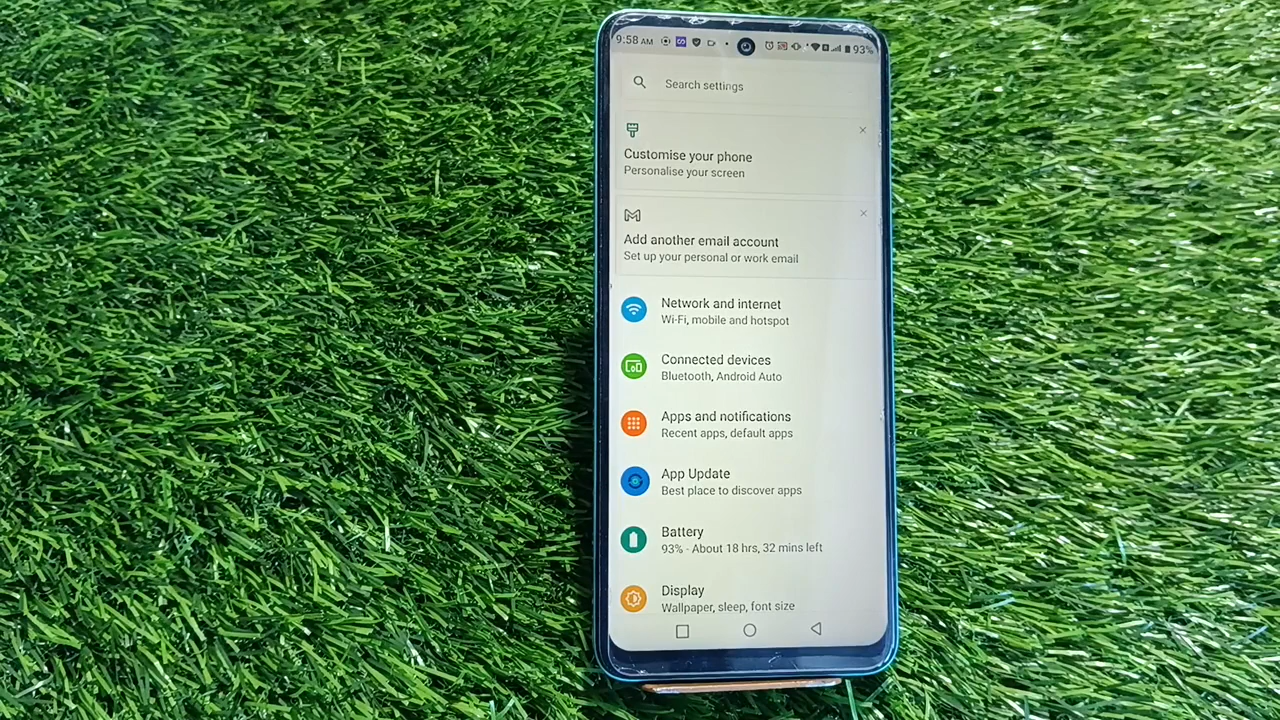 9:58 AM 93%
Search settings
Customise your phone
Personalise your screen
Add another email account
Set up your personal or work email
Network and internet
Wi-Fi, mobile and hotspot
Connected devices
Bluetooth, Android Auto
Apps and notifications
Recent apps, default apps
App Update
Best place to discover apps
Battery
93% - About 18 hrs, 32 mins left
Display
Wallpaper, sleep, font size